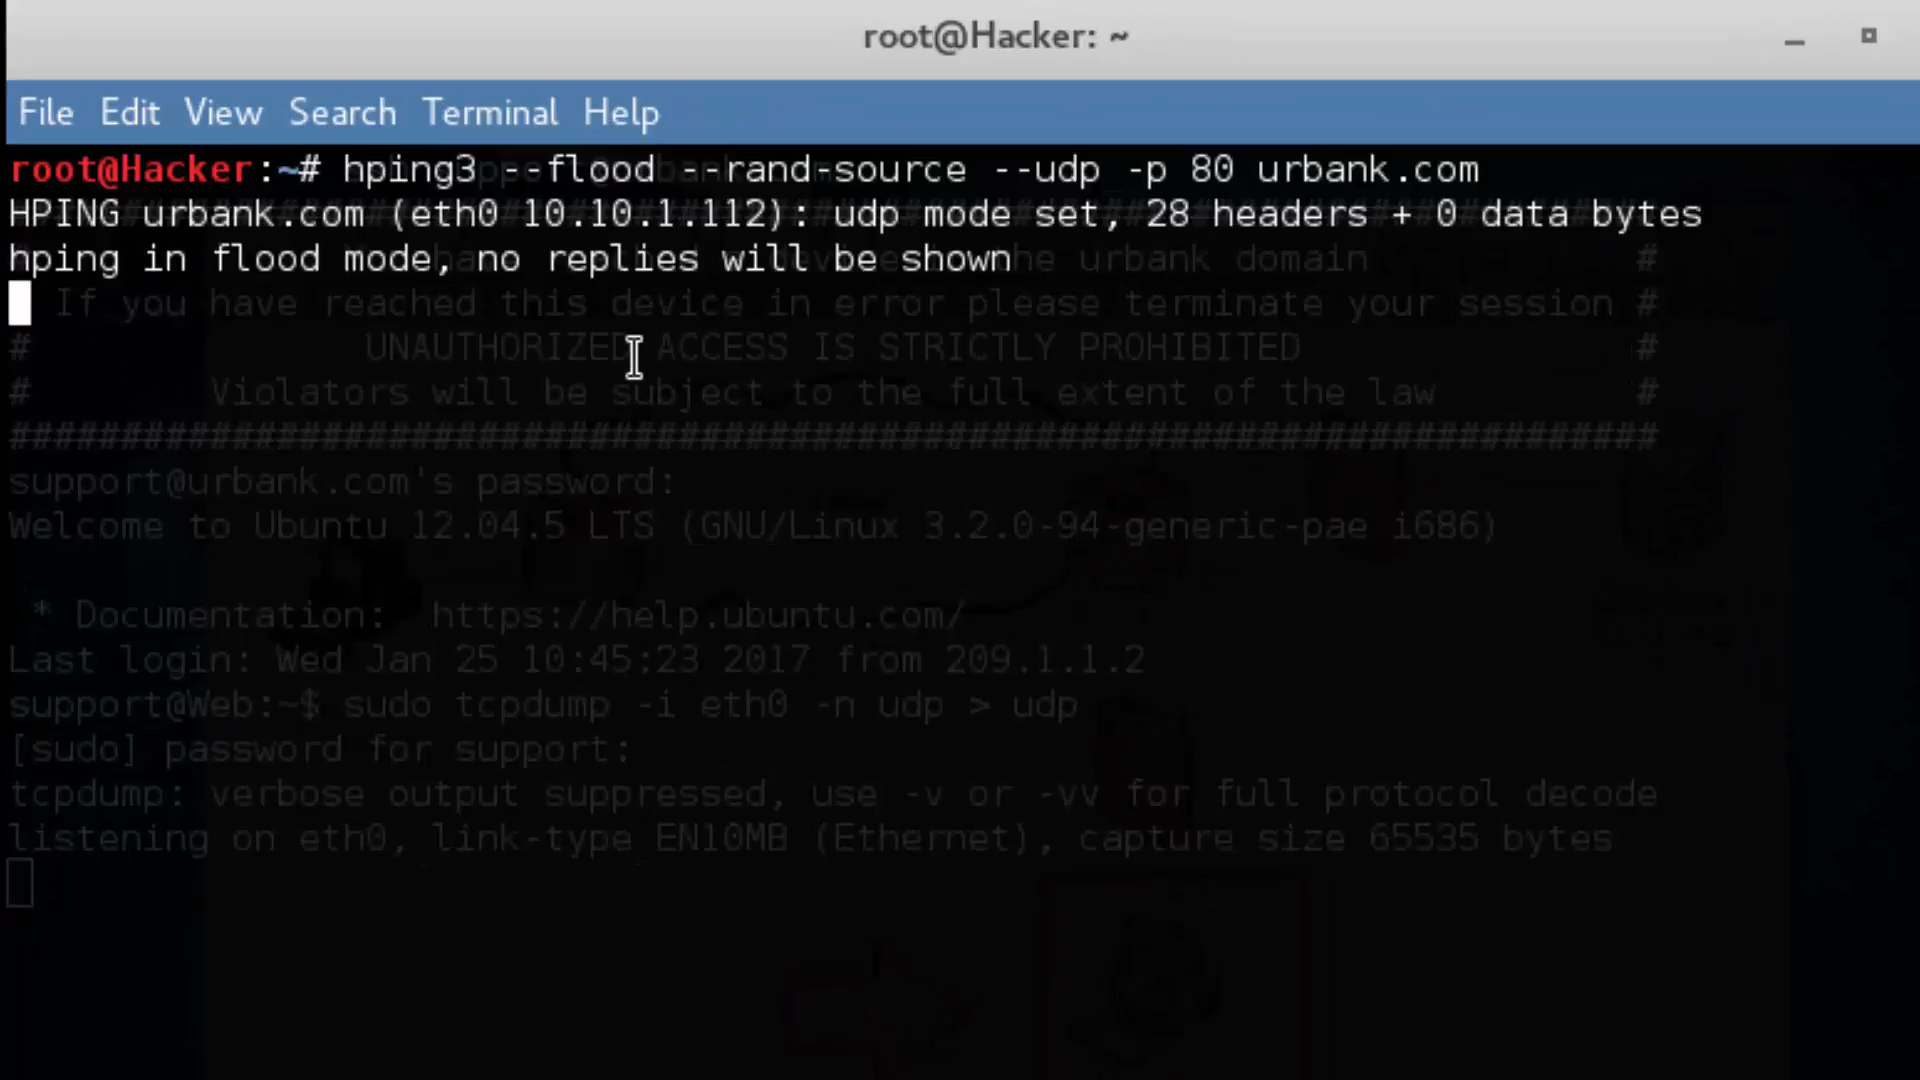 root@Hacker: ~
File Edit View Search Terminal Help
root@Hacker:~# hping3 --flood --rand-source --udp -p 80 urbank.com
HPING urbank.com (eth0 10.10.1.112): udp mode set, 28 headers + 0 data bytes
hping in flood mode, no replies will be shown
he urbank domain #
If you have reached this device in error please terminate your session #
# UNAUTHORIZED ACCESS IS STRICTLY PROHIBITED #
# Violators will be subject to the full extent of the law #
##########################################################################
support@urbank.com's password:
Welcome to Ubuntu 12.04.5 LTS (GNU/Linux 3.2.0-94-generic-pae i686)
* Documentation: https://help.ubuntu.com/
Last login: Wed Jan 25 10:45:23 2017 from 209.1.1.2
support@Web:~$ sudo tcpdump -i eth0 -n udp > udp
[sudo] password for support:
tcpdump: verbose output suppressed, use -v or -vv for full protocol decode
listening on eth0, link-type EN10MB (Ethernet), capture size 65535 bytes